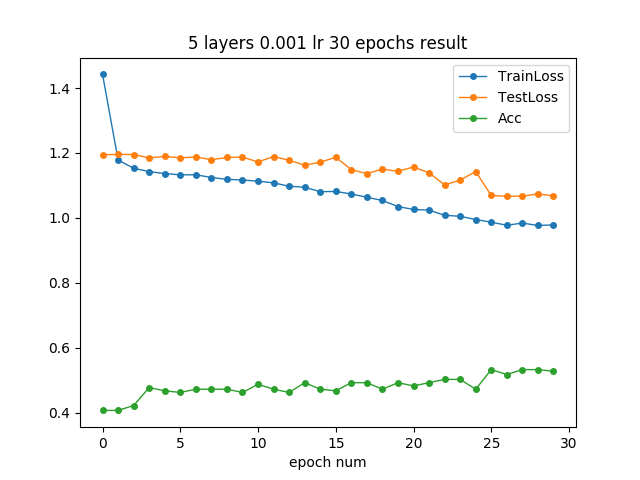 5 layers 0.001 lr 30 epochs result
TrainLoss
TestLoss
Acc
1.4
1.2
1.0
0.8
0.6
0.4
0 5 10 15 20 25 30
epoch num